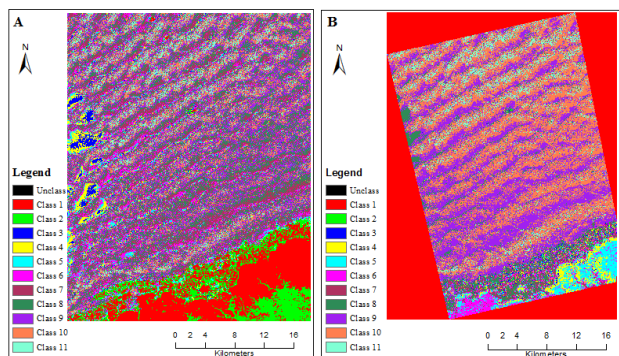 A
N
Legend
Unclass
Class 1
Class 2
Class 3
Class 4
Class 5
Class 6
Class 7
Class 8
Class 9
Class 10
Class 11
0 2 4 8 12 16
Kilometers
B
N
Legend
Unclass
Class 1
Class 2
Class 3
Class 4
Class 5
Class 6
Class 7
Class 8
Class 9
Class 10
Class 11
0 2 4 8 12 16
Kilometers